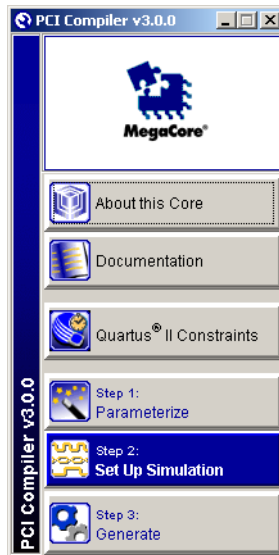 PCI Compiler v3.0.0
MegaCore®
About this Core
Documentation
Quartus® II Constraints
Step 1:
Parameterize
Step 2:
Set Up Simulation
Step 3:
Generate
PCI Compiler v3.0.0